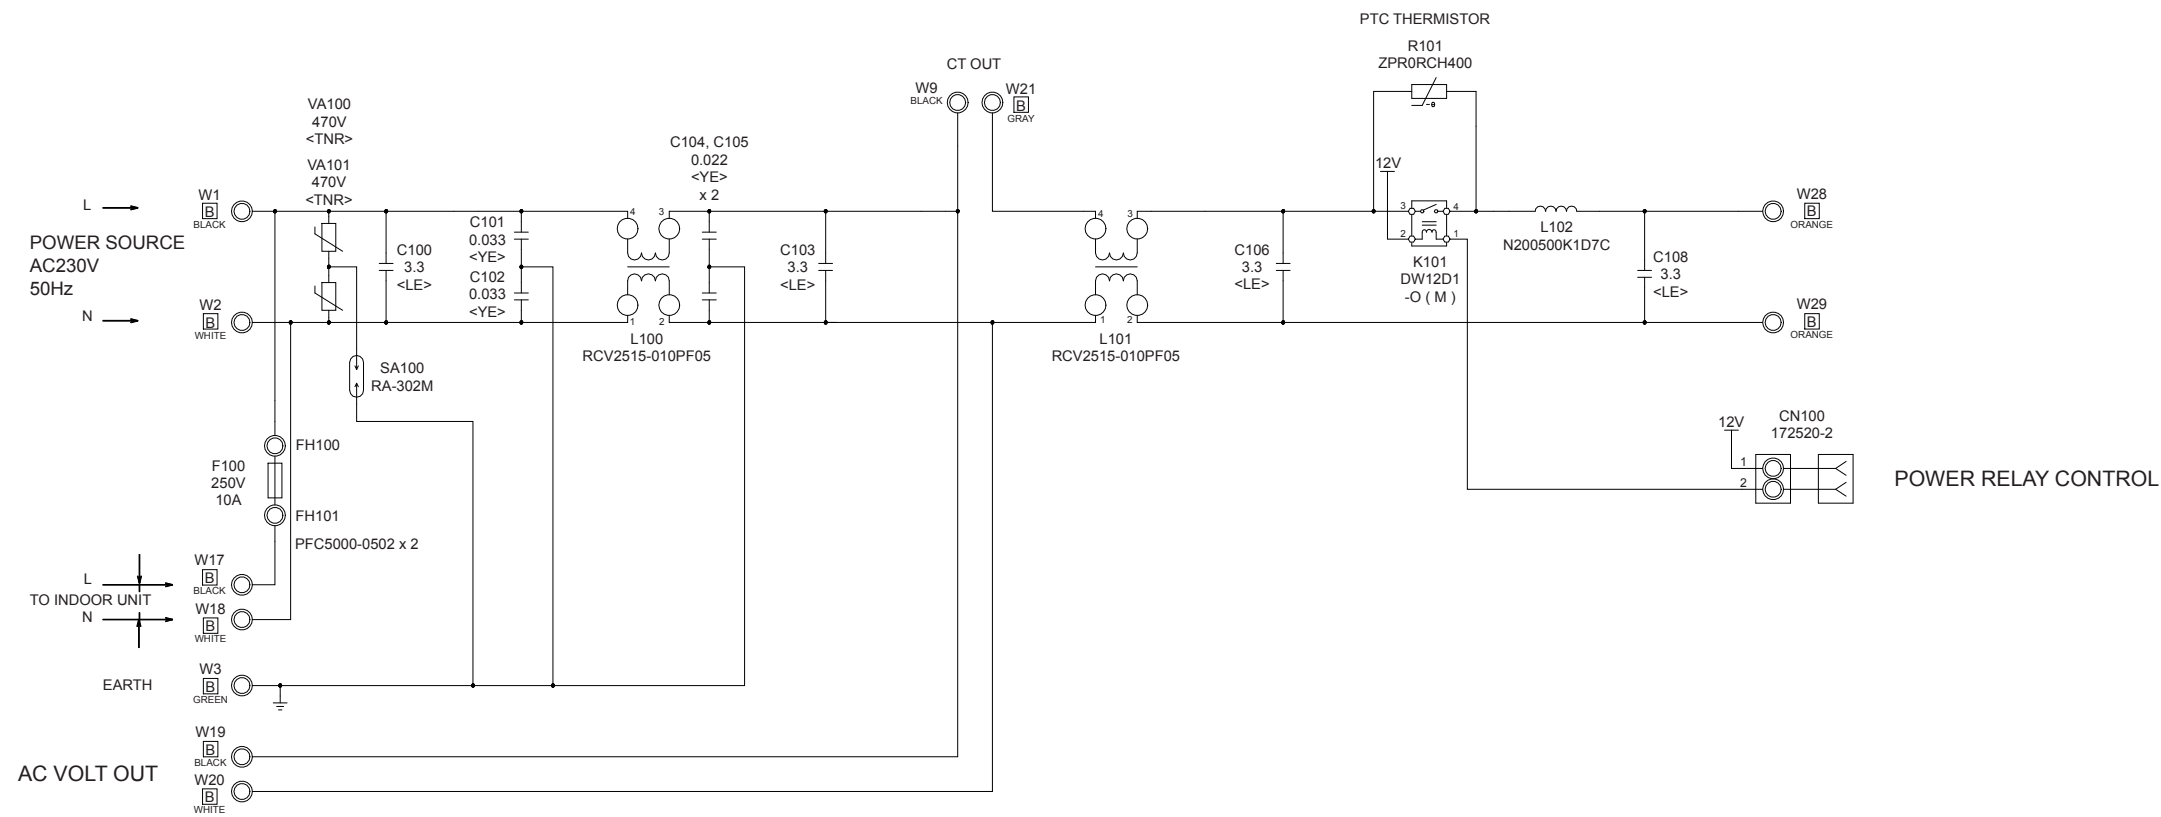 PTC THERMISTOR
R101
ZPR0RCH400
-θ
CT OUT
W9
BLACK
W21
B
GRAY
VA100
470V
<TNR>
VA101
470V
<TNR>
C104, C105
0.022
<YE>
x 2
12V
L
W1
B
BLACK
POWER SOURCE
AC230V
50Hz
N
W2
B
WHITE
C100
3.3
<LE>
C101
0.033
<YE>
C102
0.033
<YE>
4
3
1
2
L100
RCV2515-010PF05
C103
3.3
<LE>
4
3
1
2
L101
RCV2515-010PF05
C106
3.3
<LE>
3
4
2
1
K101
DW12D1
-O ( M )
L102
N200500K1D7C
C108
3.3
<LE>
W28
B
ORANGE
W29
B
ORANGE
SA100
RA-302M
FH100
F100
250V
10A
FH101
PFC5000-0502 x 2
12V
CN100
172520-2
1
2
POWER RELAY CONTROL
L
TO INDOOR UNIT
N
W17
B
BLACK
W18
B
WHITE
EARTH
W3
B
GREEN
AC VOLT OUT
W19
B
BLACK
W20
B
WHITE